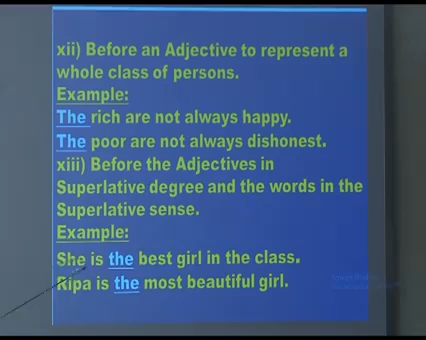 xii) Before an Adjective to represent a
whole class of persons.
Example:
The rich are not always happy.
The poor are not always dishonest.
xiii) Before the Adjectives in
Superlative degree and the words in the
Superlative sense.
Example:
She is the best girl in the class.
Ripa is the most beautiful girl.